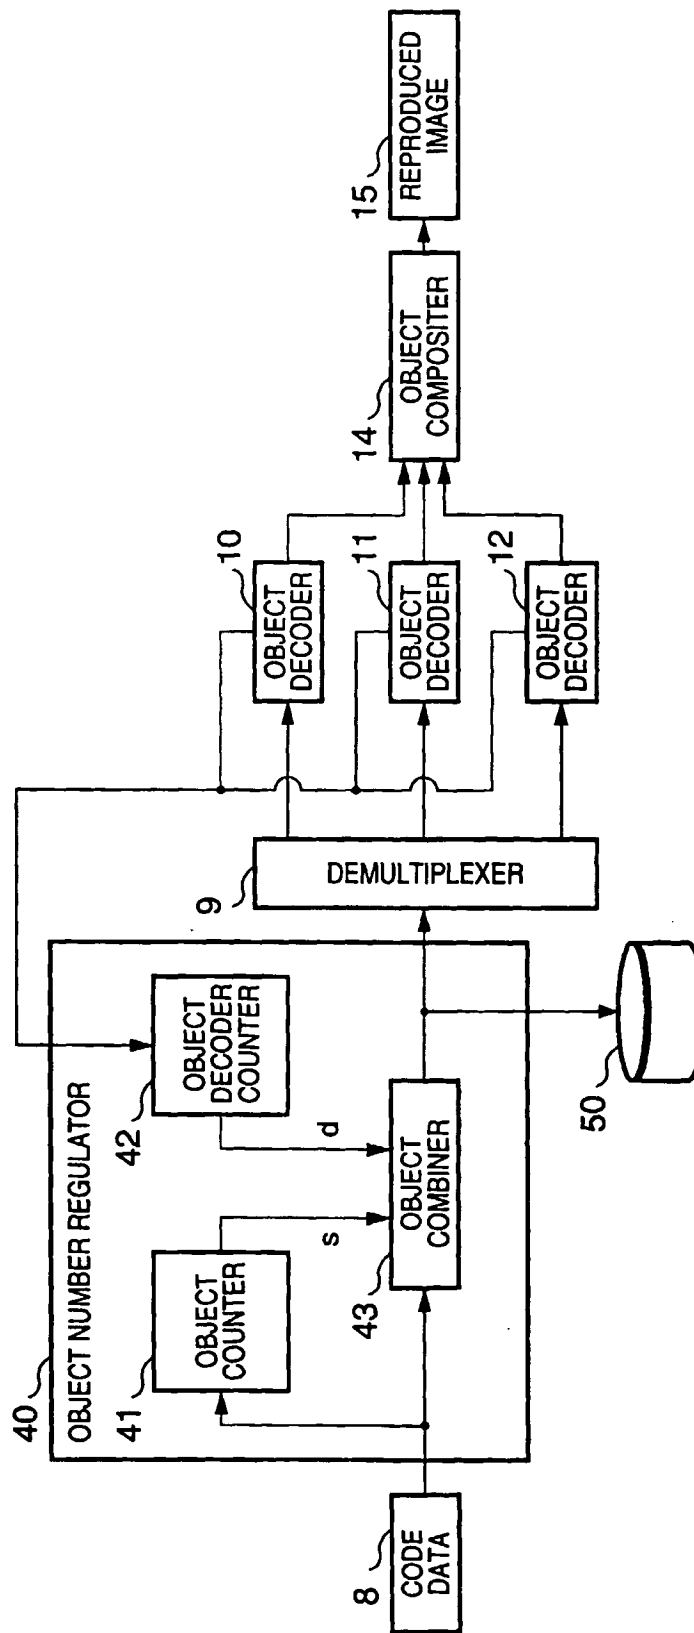 40
OBJECT NUMBER REGULATOR
41
OBJECT
COUNTER
42
OBJECT
DECODER
COUNTER
s
d
43
OBJECT
COMBINER
8
CODE
DATA
50
9
DEMULTIPLEXER
10
OBJECT
DECODER
11
OBJECT
DECODER
12
OBJECT
DECODER
14
OBJECT
COMPOSITER
15
REPRODUCED
IMAGE